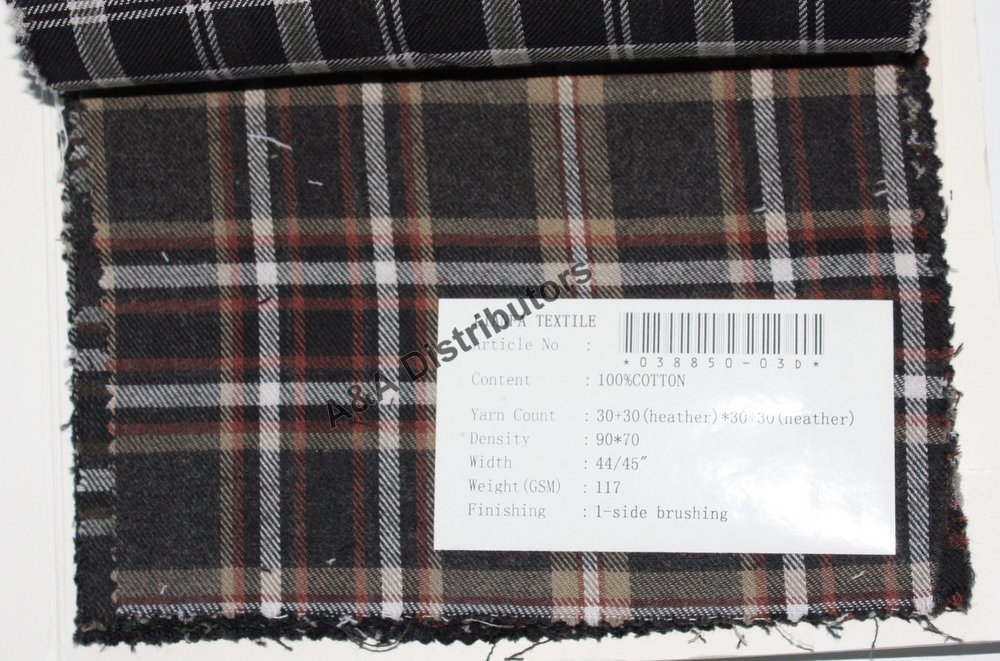 TEXTILE
Article No :
*038850-03D*
Content : 100%COTTON
Yarn Count : 30+30(heather)*30+30(heather)
Density : 90*70
Width : 44/45"
Weight(GSM) : 117
Finishing : 1-side brushing
A&A Distributors